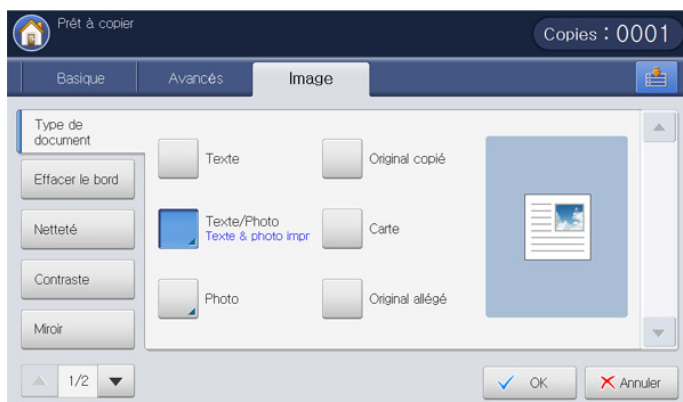 Prêt à copier
Copies : 0001
Basique
Avancés
Image
Type de
document
Effacer le bord
Netteté
Contraste
Miroir
1/2
Texte
Original copié
Texte/Photo
Texte & photo impr
Carte
Photo
Original allégé
OK
Annuler